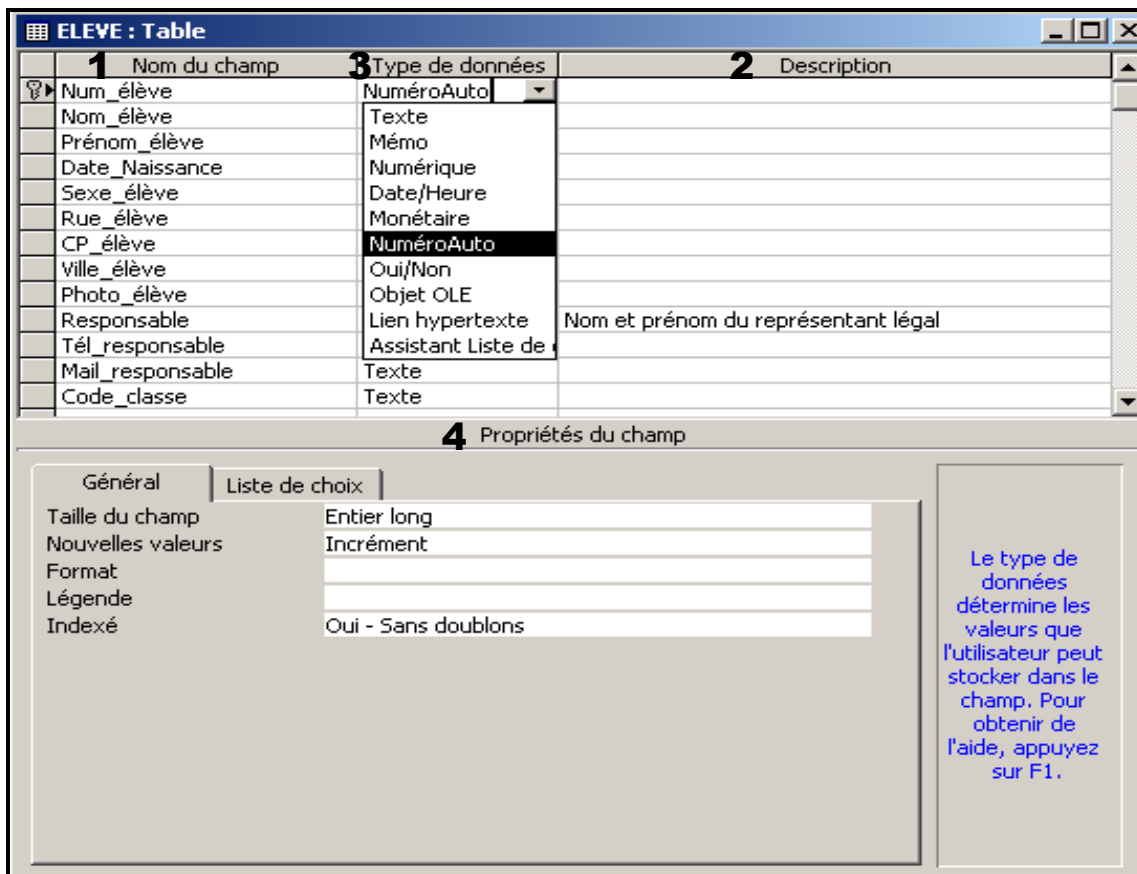 ELEVE : Table
1 Nom du champ 3 Type de données 2 Description
Num_élève NuméroAuto
Nom_élève Texte
Prénom_élève Mémo
Date_Naissance Numérique
Sexe_élève Date/Heure
Rue_élève Monétaire
CP_élève NuméroAuto
Ville_élève Oui/Non
Photo_élève Objet OLE
Responsable Lien hypertexte Nom et prénom du représentant légal
Tél_responsable Assistant Liste de
Mail_responsable Texte
Code_classe Texte
4 Propriétés du champ
Général Liste de choix
Taille du champ Entier long
Nouvelles valeurs Incrément
Format
Légende
Indexé Oui - Sans doublons
Le type de
données
détermine les
valeurs que
l'utilisateur peut
stocker dans le
champ. Pour
obtenir de
l'aide, appuyez
sur F1.